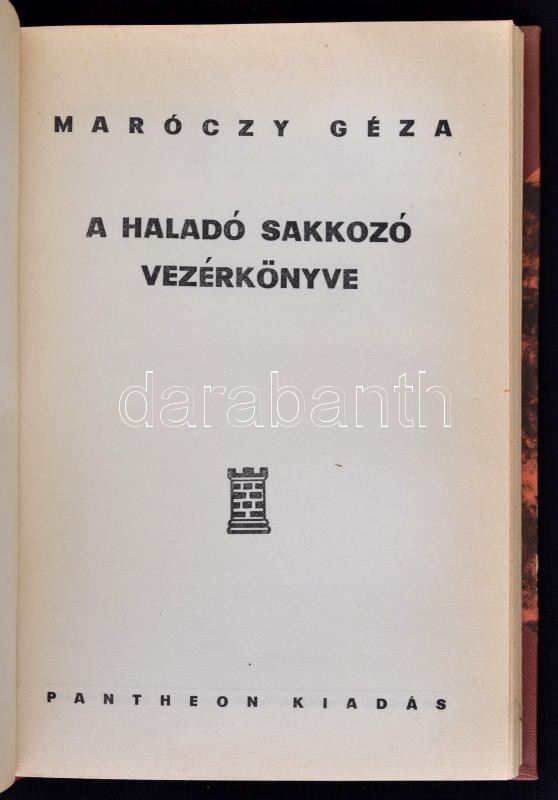 MARÓCZY GÉZA
A HALADÓ SAKKOZÓ
VEZÉRKÖNYVE
darabanth
PANTHEON KIADÁS